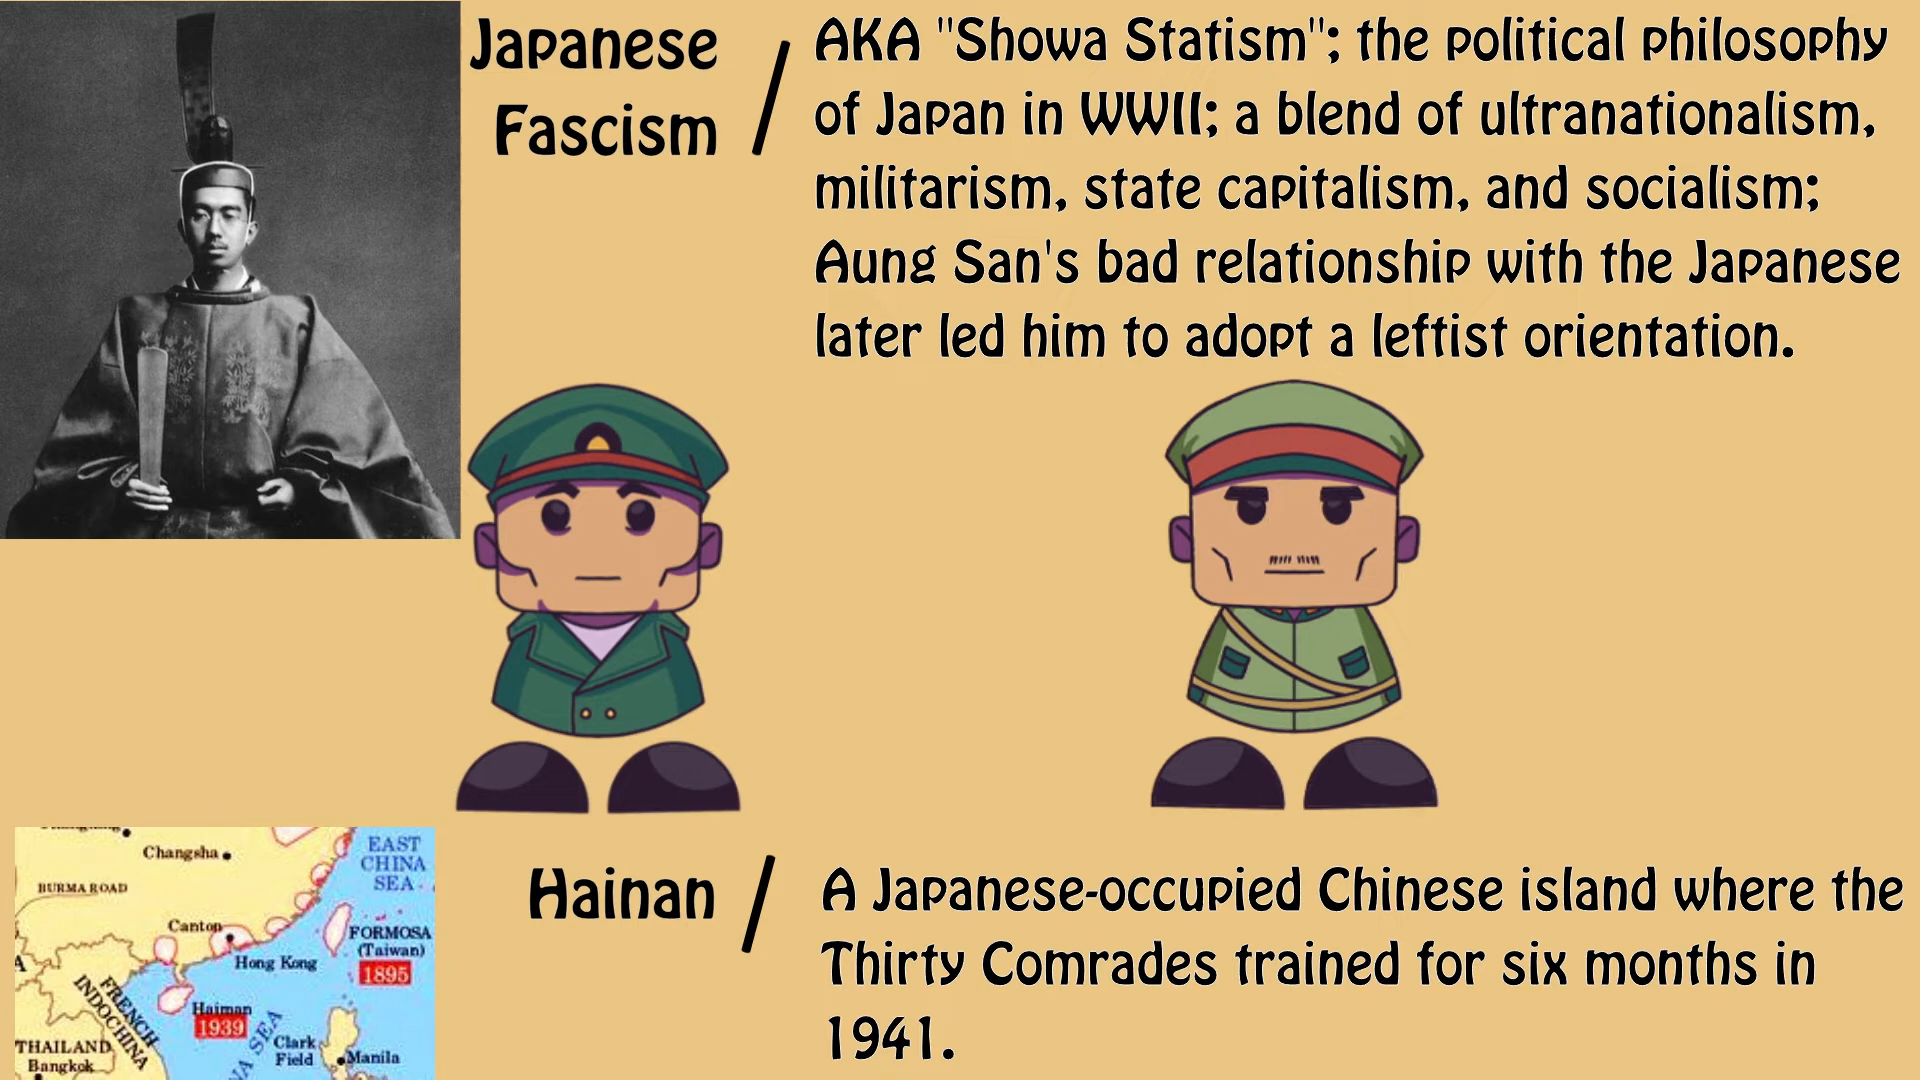 Japanese
Fascism
/
AKA "Showa Statism"; the political philosophy
of Japan in WWII; a blend of ultranationalism,
militarism, state capitalism, and socialism;
Aung San's bad relationship with the Japanese
later led him to adopt a leftist orientation.
Changsha
BURMA ROAD
Canton
Hong Kong
EAST
CHINA
SEA
FORMOSA
(Taiwan)
1895
FRENCH
INDOCHINA
Hainan
1939
SEA
THAILAND
Bangkok
Clark
Field
Manila
Hainan
/
A Japanese-occupied Chinese island where the
Thirty Comrades trained for six months in
1941.